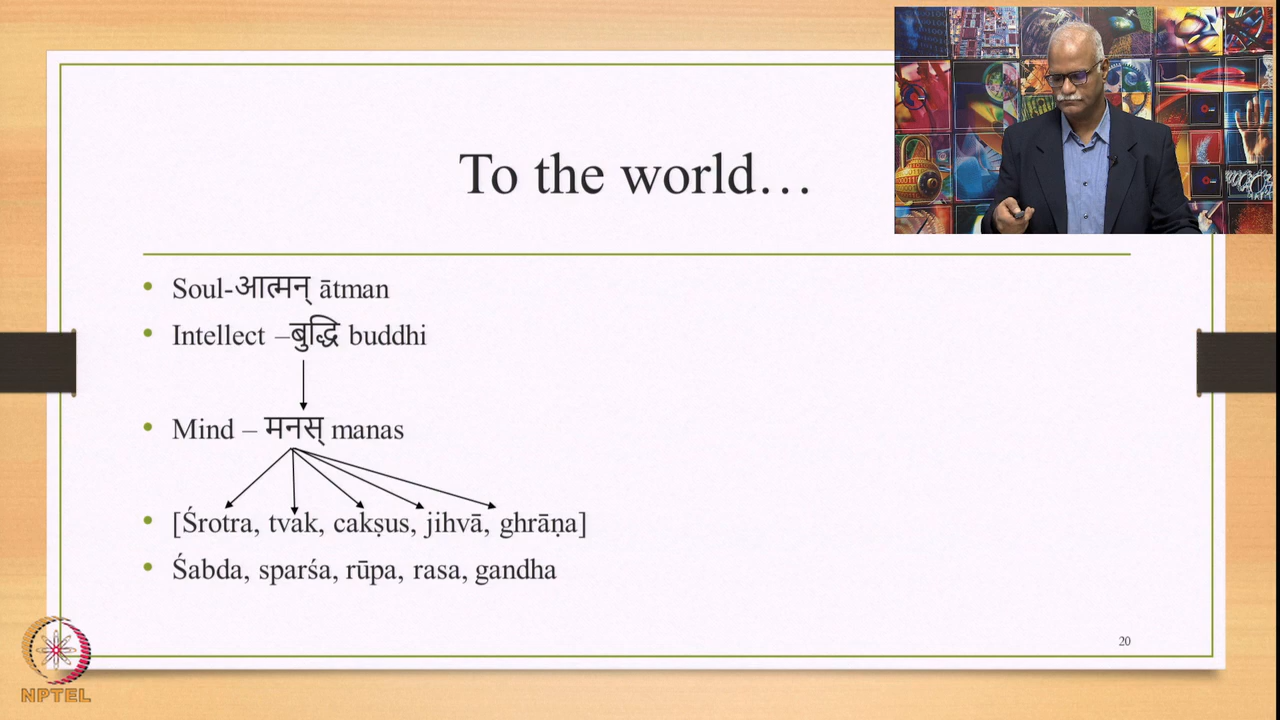 To the world…
Soul-आत्मन् ātman
Intellect –बुद्धि buddhi
Mind – मनस् manas
[Śrotra, tvak, cakṣus, jihvā, ghrāṇa]
Śabda, sparśa, rūpa, rasa, gandha
20
NPTEL